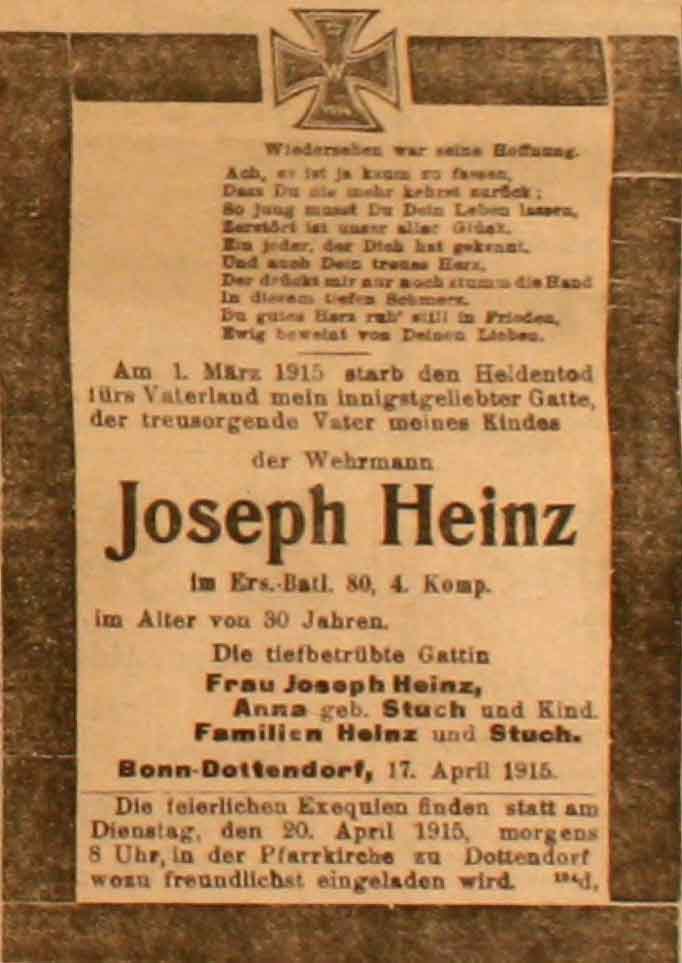 W
1914
Wiedersehen war seine Hoffnung.
Ach, es ist ja kaum zu fassen,
Dass Du nie mehr kehrst zurück;
So jung musst Du Dein Leben lassen,
Zerstört ist unser aller Glück.
Ein jeder, der Dich hat gekannt,
Und auch Dein treues Herz,
Der drückt mir nur noch stumm die Hand
In diesem tiefen Schmerz.
Du gutes Herz ruh' still in Frieden,
Ewig beweint von Deinen Lieben.
Am 1. März 1915 starb den Heldentod
fürs Vaterland mein innigstgeliebter Gatte,
der treusorgende Vater meines Kindes
der Wehrmann
Joseph Heinz
im Ers.-Batl. 80, 4. Komp.
im Alter von 30 Jahren.
Die tiefbetrübte Gattin
Frau Joseph Heinz,
Anna geb. Stuch und Kind.
Familien Heinz und Stuch.
Bonn-Dottendorf, 17. April 1915.
Die feierlichen Exequien finden statt am
Dienstag, den 20. April 1915, morgens
8 Uhr, in der Pfarrkirche zu Dottendorf
wozu freundlichst eingeladen wird.